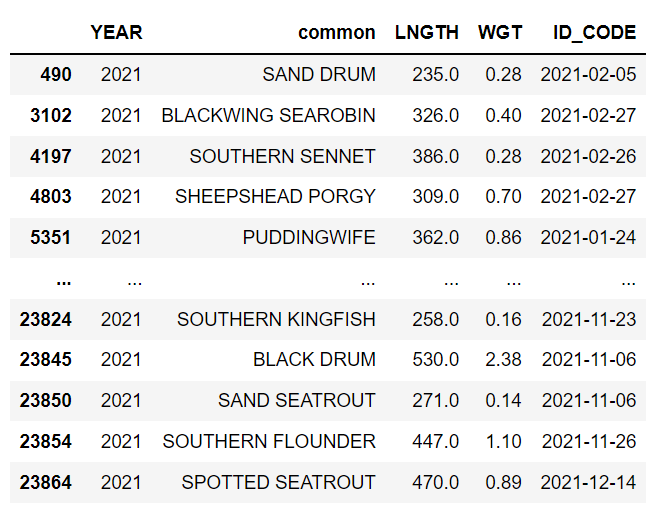 YEAR common LNGTH WGT ID_CODE
490 2021 SAND DRUM 235.0 0.28 2021-02-05
3102 2021 BLACKWING SEAROBIN 326.0 0.40 2021-02-27
4197 2021 SOUTHERN SENNET 386.0 0.28 2021-02-26
4803 2021 SHEEPSHEAD PORGY 309.0 0.70 2021-02-27
5351 2021 PUDDINGWIFE 362.0 0.86 2021-01-24
... ... ... ... ... ...
23824 2021 SOUTHERN KINGFISH 258.0 0.16 2021-11-23
23845 2021 BLACK DRUM 530.0 2.38 2021-11-06
23850 2021 SAND SEATROUT 271.0 0.14 2021-11-06
23854 2021 SOUTHERN FLOUNDER 447.0 1.10 2021-11-26
23864 2021 SPOTTED SEATROUT 470.0 0.89 2021-12-14